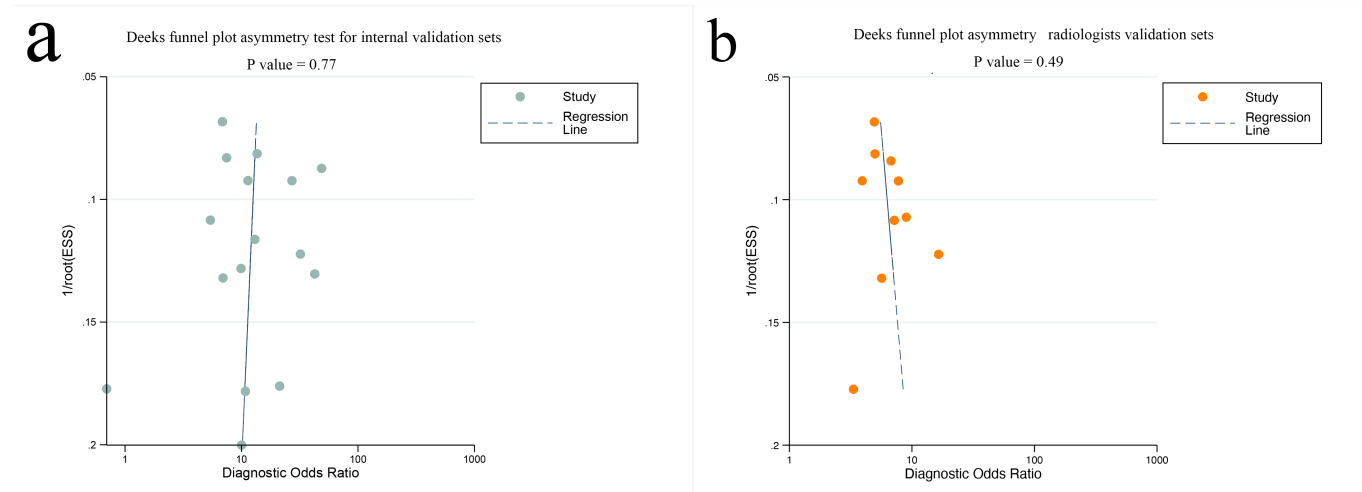 a
Deeks funnel plot asymmetry test for internal validation sets
P value = 0.77
Study
Regression
Line
.05
.1
.15
.2
1/root(ESS)
1
10
100
1000
Diagnostic Odds Ratio
b
Deeks funnel plot asymmetry radiologists validation sets
P value = 0.49
Study
Regression
Line
.05
.1
.15
.2
1/root(ESS)
1
10
100
1000
Diagnostic Odds Ratio